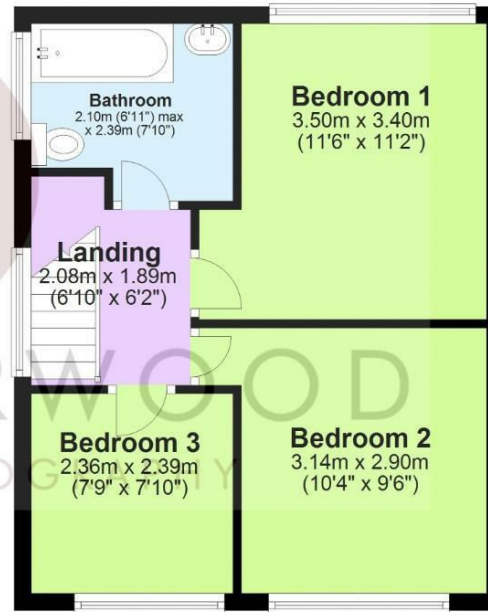 Bathroom
2.10m (6'11") max
x 2.39m (7'10")
Bedroom 1
3.50m x 3.40m
(11'6" x 11'2")
Landing
2.08m x 1.89m
(6'10" x 6'2")
Bedroom 3
2.36m x 2.39m
(7'9" x 7'10")
Bedroom 2
3.14m x 2.90m
(10'4" x 9'6")
RWOOD